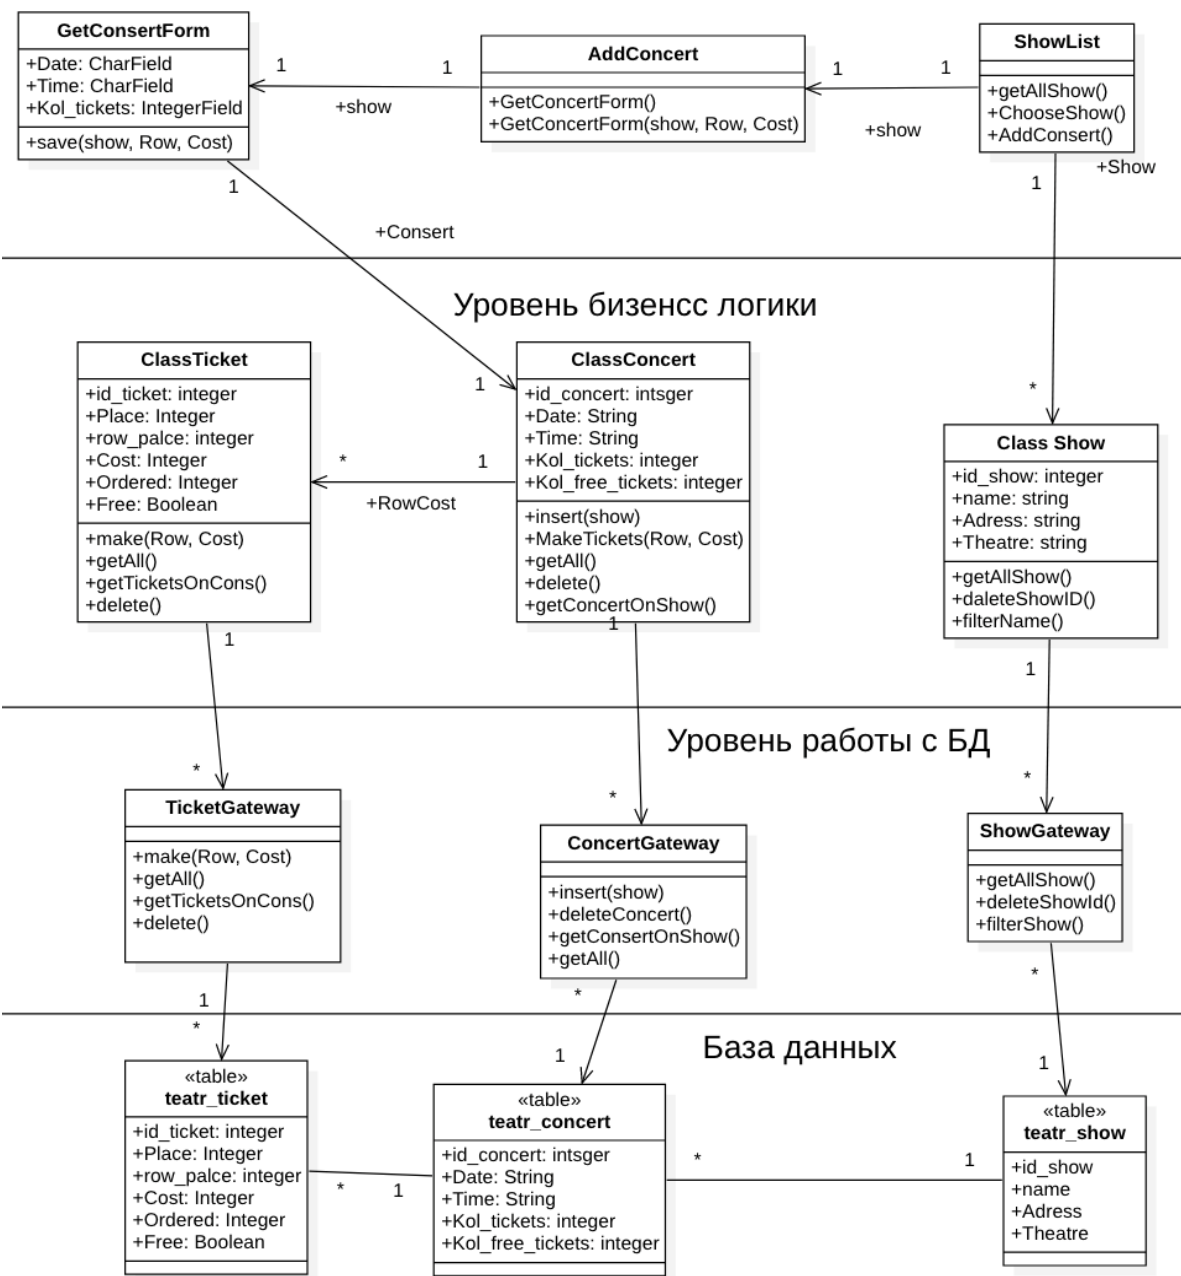 GetConsertForm
+Date: CharField
+Time: CharField
+Kol_tickets: IntegerField
+save(show, Row, Cost)
1
1
+show
AddConcert
+GetConcertForm()
+GetConcertForm(show, Row, Cost)
1
1
+show
ShowList
+getAllShow()
+ChooseShow()
+AddConsert()
+Show
1
1
+Consert
Уровень бизенсс логики
ClassTicket
+id_ticket: integer
+Place: Integer
+row_palce: integer
+Cost: Integer
+Ordered: Integer
+Free: Boolean
+make(Row, Cost)
+getAll()
+getTicketsOnCons()
+delete()
*
1
+RowCost
1
ClassConcert
+id_concert: intsger
+Date: String
+Time: String
+Kol_tickets: integer
+Kol_free_tickets: integer
+insert(show)
+MakeTickets(Row, Cost)
+getAll()
+delete()
+getConcertOnShow()
*
Class Show
+id_show: integer
+name: string
+Adress: string
+Theatre: string
+getAllShow()
+daleteShowID()
+filterName()
1
1
1
Уровень работы с БД
*
*
*
TicketGateway
+make(Row, Cost)
+getAll()
+getTicketsOnCons()
+delete()
ConcertGateway
+insert(show)
+deleteConcert()
+getConsertOnShow()
+getAll()
ShowGateway
+getAllShow()
+deleteShowId()
+filterShow()
1
*
*
*
База данных
1
1
«table»
teatr_ticket
+id_ticket: integer
+Place: Integer
+row_palce: integer
+Cost: Integer
+Ordered: Integer
+Free: Boolean
*
1
«table»
teatr_concert
+id_concert: intsger
+Date: String
+Time: String
+Kol_tickets: integer
+Kol_free_tickets: integer
*
1
«table»
teatr_show
+id_show
+name
+Adress
+Theatre